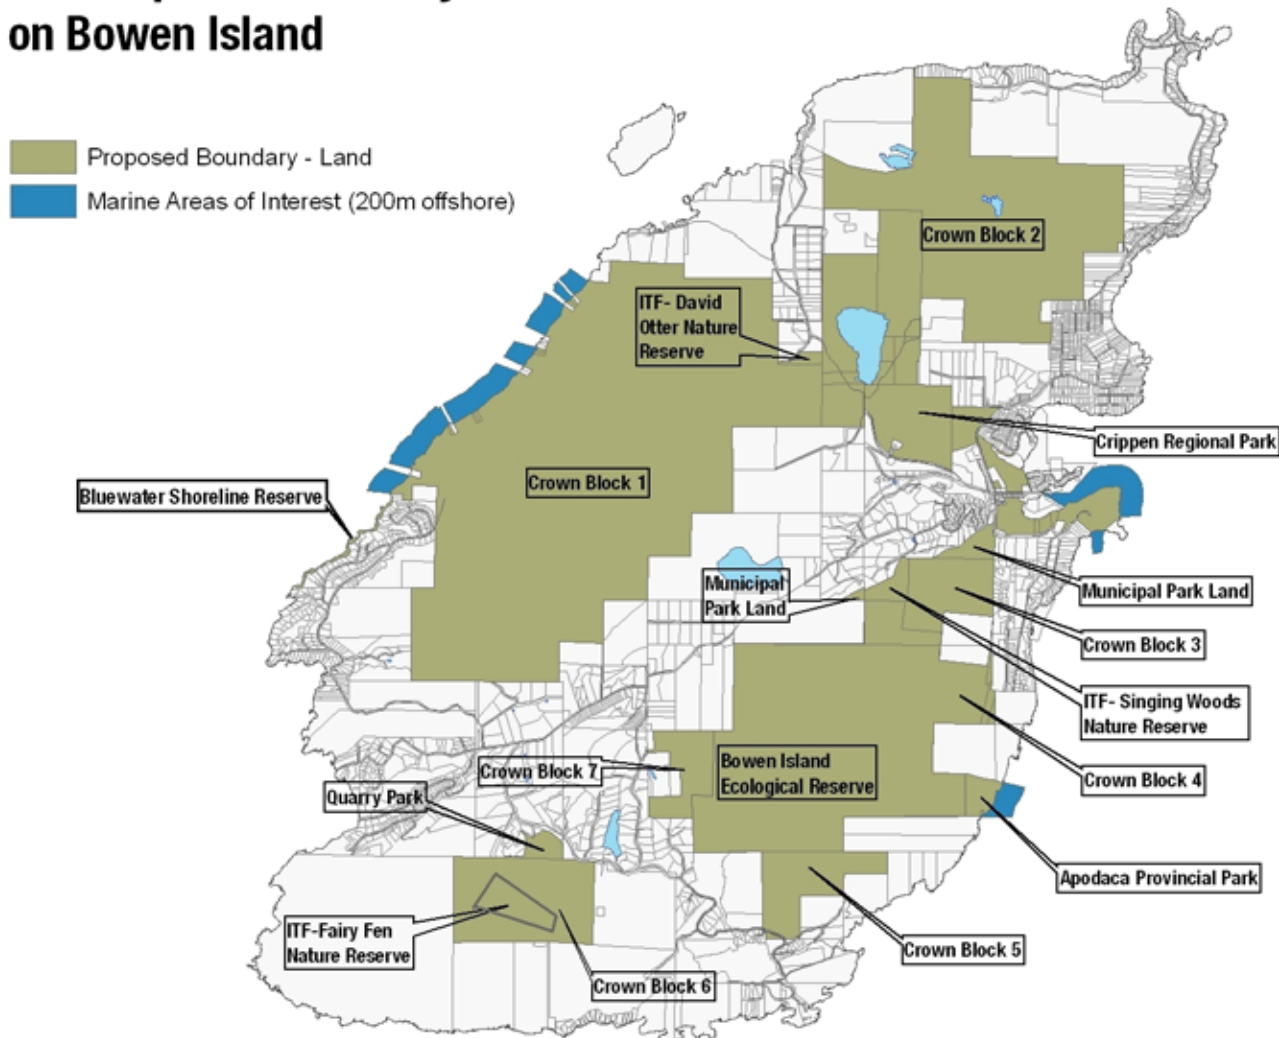 on Bowen Island
Proposed Boundary - Land
Marine Areas of Interest (200m offshore)
Crown Block 2
ITF- David
Otter Nature
Reserve
Crippen Regional Park
Crown Block 1
Bluewater Shoreline Reserve
Municipal
Park Land
Municipal Park Land
Crown Block 3
ITF- Singing Woods
Nature Reserve
Bowen Island
Ecological Reserve
Crown Block 7
Crown Block 4
Quarry Park
Apodaca Provincial Park
ITF-Fairy Fen
Nature Reserve
Crown Block 5
Crown Block 6